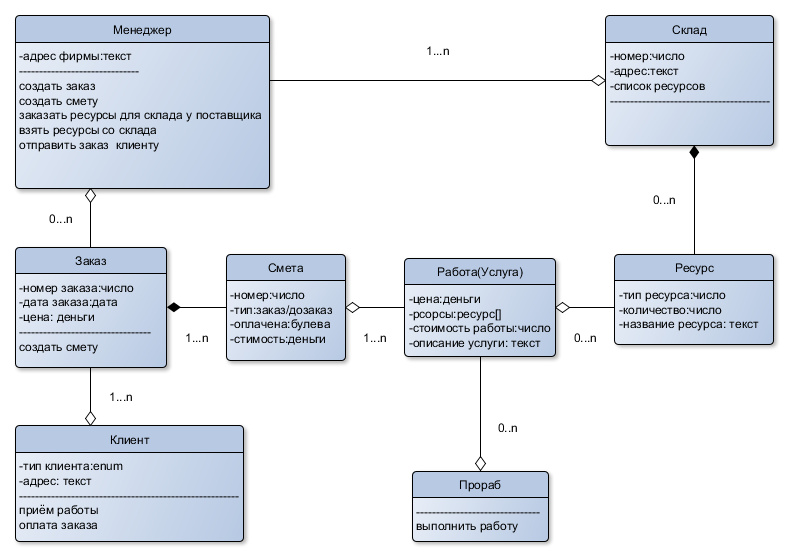 Менеджер
-адрес фирмы:текст
------------------------------
создать заказ
создать смету
заказать ресурсы для склада у поставщика
взять ресурсы со склада
отправить заказ клиенту
1...n
Склад
-номер:число
-адрес:текст
-список ресурсов
----------------------------------------
0...n
0...n
Заказ
-номер заказа:число
-дата заказа:дата
-цена: деньги
---------------------------------
создать смету
1...n
Смета
-номер:число
-тип:заказ/дозаказ
-оплачена:булева
-стимость:деньги
1...n
Работа(Услуга)
-цена:деньги
-рсорсы:ресурс[]
-стоимость работы:число
-описание услуги: текст
0...n
Ресурс
-тип ресурса:число
-количество:число
-название ресурса: текст
1...n
Клиент
-тип клиента:enum
-адрес: текст
-------------------------------------------------------
приём работы
оплата заказа
0..n
Прораб
-------------------------------
выполнить работу